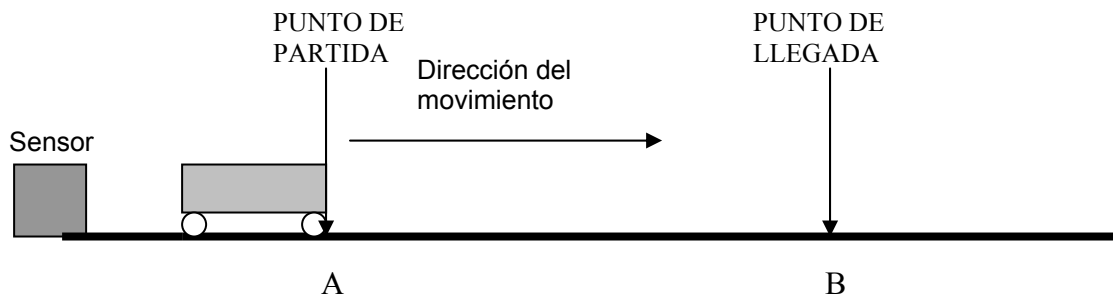 PUNTO DE
PARTIDA
PUNTO DE
LLEGADA
Dirección del
movimiento
Sensor
A
B